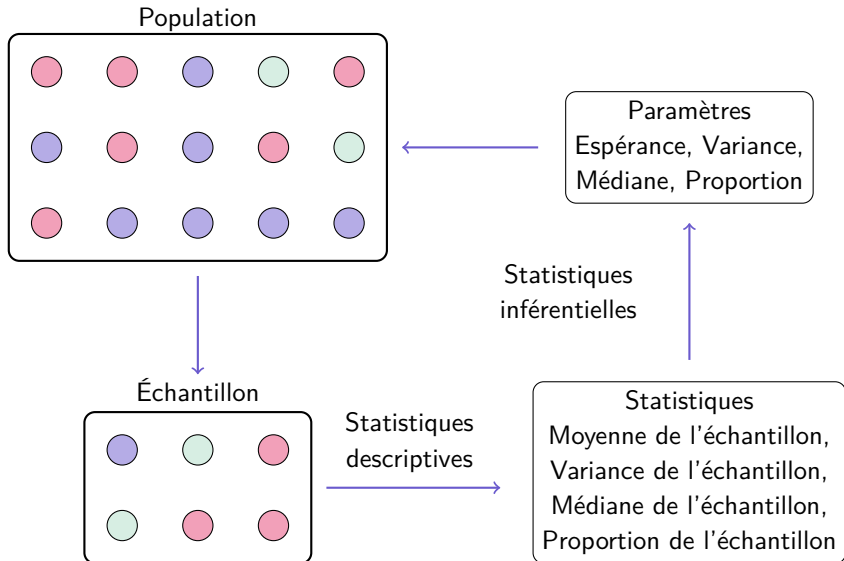 Population
Paramètres
Espérance, Variance,
Médiane, Proportion
Statistiques
inférentielles
Échantillon
Statistiques
descriptives
Statistiques
Moyenne de l'échantillon,
Variance de l'échantillon,
Médiane de l'échantillon,
Proportion de l'échantillon